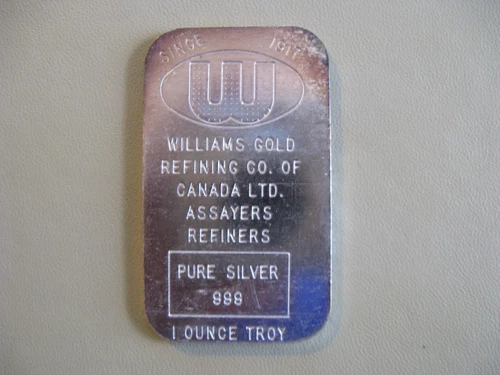 SINCE 1911
W
WILLIAMS GOLD
REFINING CO. OF
CANADA LTD.
ASSAYERS
REFINERS
PURE SILVER
999
1 OUNCE TROY